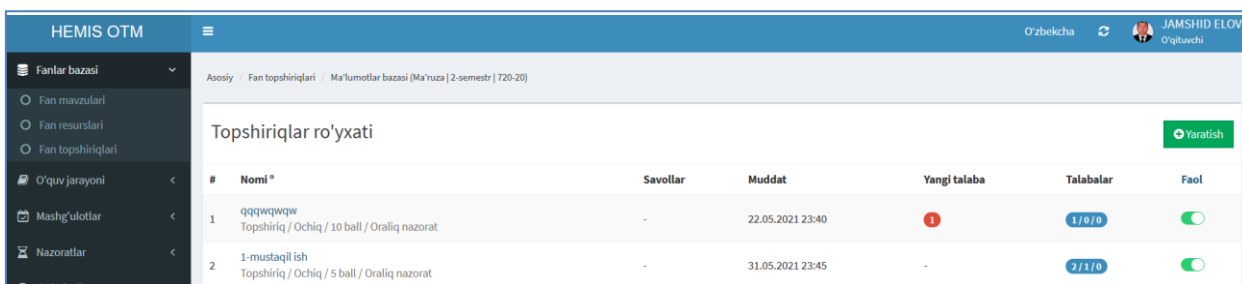 HEMIS OTM
O'zbekcha
JAMSHID ELOV
O'qituvchi
Fanlar bazasi
Fan mavzulari
Fan resurslari
Fan topshiriqlari
O'quv jarayoni
Mashg'ulotlar
Nazoratlar
Asosiy / Fan topshiriqlari / Ma'lumotlar bazasi (Ma'ruza | 2-semestr | 720-20)
Topshiriqlar ro'yxati
Yaratish
# Nomi º Savollar Muddat Yangi talaba Talabalar Faol
1 qqqwqwqw - 22.05.2021 23:40 1 1/0/0
Topshiriq / Ochiq / 10 ball / Oraliq nazorat
2 1-mustaqil ish - 31.05.2021 23:45 - 2/1/0
Topshiriq / Ochiq / 5 ball / Oraliq nazorat